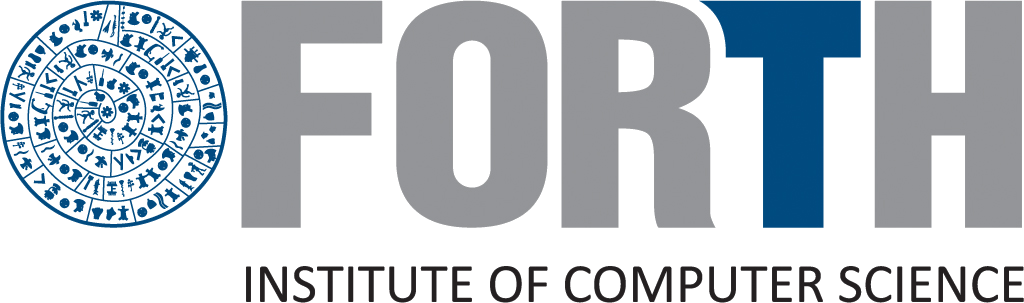 FORTH
INSTITUTE OF COMPUTER SCIENCE